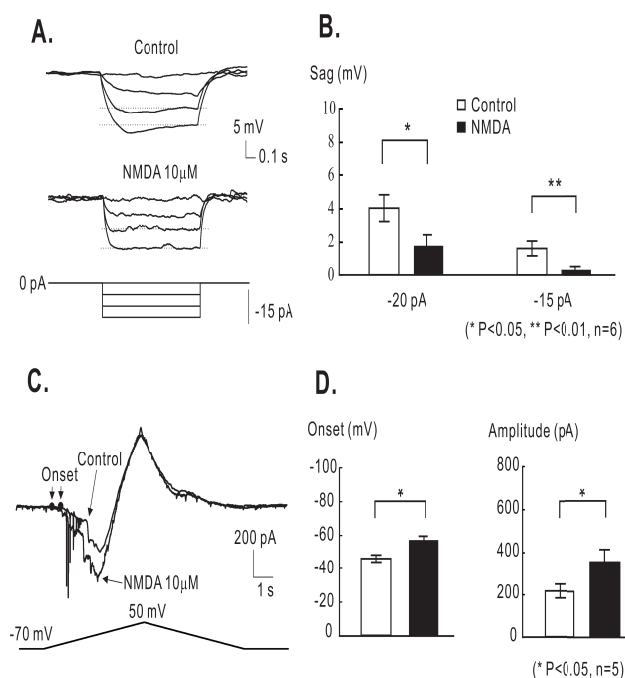 A.
Control
5 mV
0.1 s
NMDA 10μM
0 pA
-15 pA
B.
Sag (mV)
10
8
6
4
2
0
Control
NMDA
*
**
-20 pA
-15 pA
(* P<0.05, ** P<0.01, n=6)
C.
Onset
Control
200 pA
1 s
NMDA 10μM
50 mV
-70 mV
D.
Onset (mV)
-100
-80
-60
-40
-20
0
*
Amplitude (pA)
800
600
400
200
0
*
(* P<0.05, n=5)